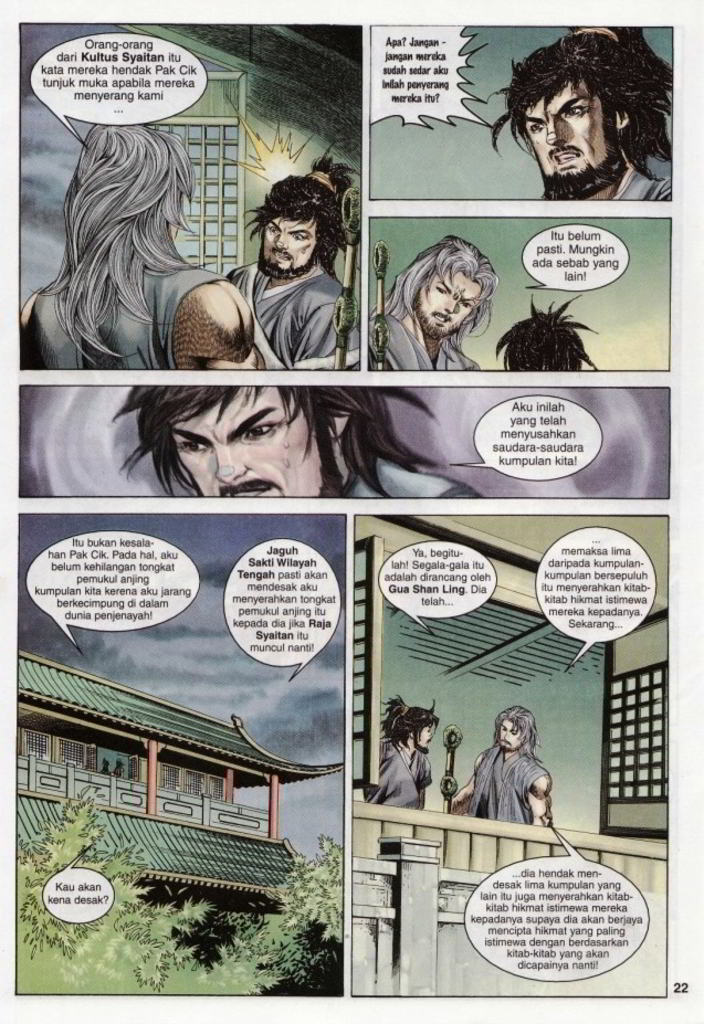 Orang-orang
dari Kultus Syaitan itu
kata mereka hendak Pak Cik
tunjuk muka apabila mereka
menyerang kami
...
Apa? Jangan -
jangan mereka
sudah sedar aku
inilah penyerang
mereka itu?
Itu belum
pasti. Mungkin
ada sebab yang
lain!
Aku inilah
yang telah
menyusahkan
saudara-saudara
kumpulan kita!
Itu bukan kesala-
han Pak Cik. Pada hal, aku
belum kehilangan tongkat
pemukul anjing
kumpulan kita kerana aku jarang
berkecimpung di dalam
dunia penjenayah!
Jaguh
Sakti Wilayah
Tengah pasti akan
mendesak aku
menyerahkan tongkat
pemukul anjing itu
kepada dia jika Raja
Syaitan itu
muncul nanti!
Kau akan
kena desak?
Ya, begitu-
lah! Segala-gala itu
adalah dirancang oleh
Gua Shan Ling. Dia
telah...
...
memaksa lima
daripada kumpulan-
kumpulan bersepuluh
itu menyerahkan kitab-
kitab hikmat istimewa
mereka kepadanya.
Sekarang...
...dia hendak men-
desak lima kumpulan yang
lain itu juga menyerahkan kitab-
kitab hikmat istimewa mereka
kepadanya supaya dia akan berjaya
mencipta hikmat yang paling
istimewa dengan berdasarkan
kitab-kitab yang akan
dicapainya nanti!
22